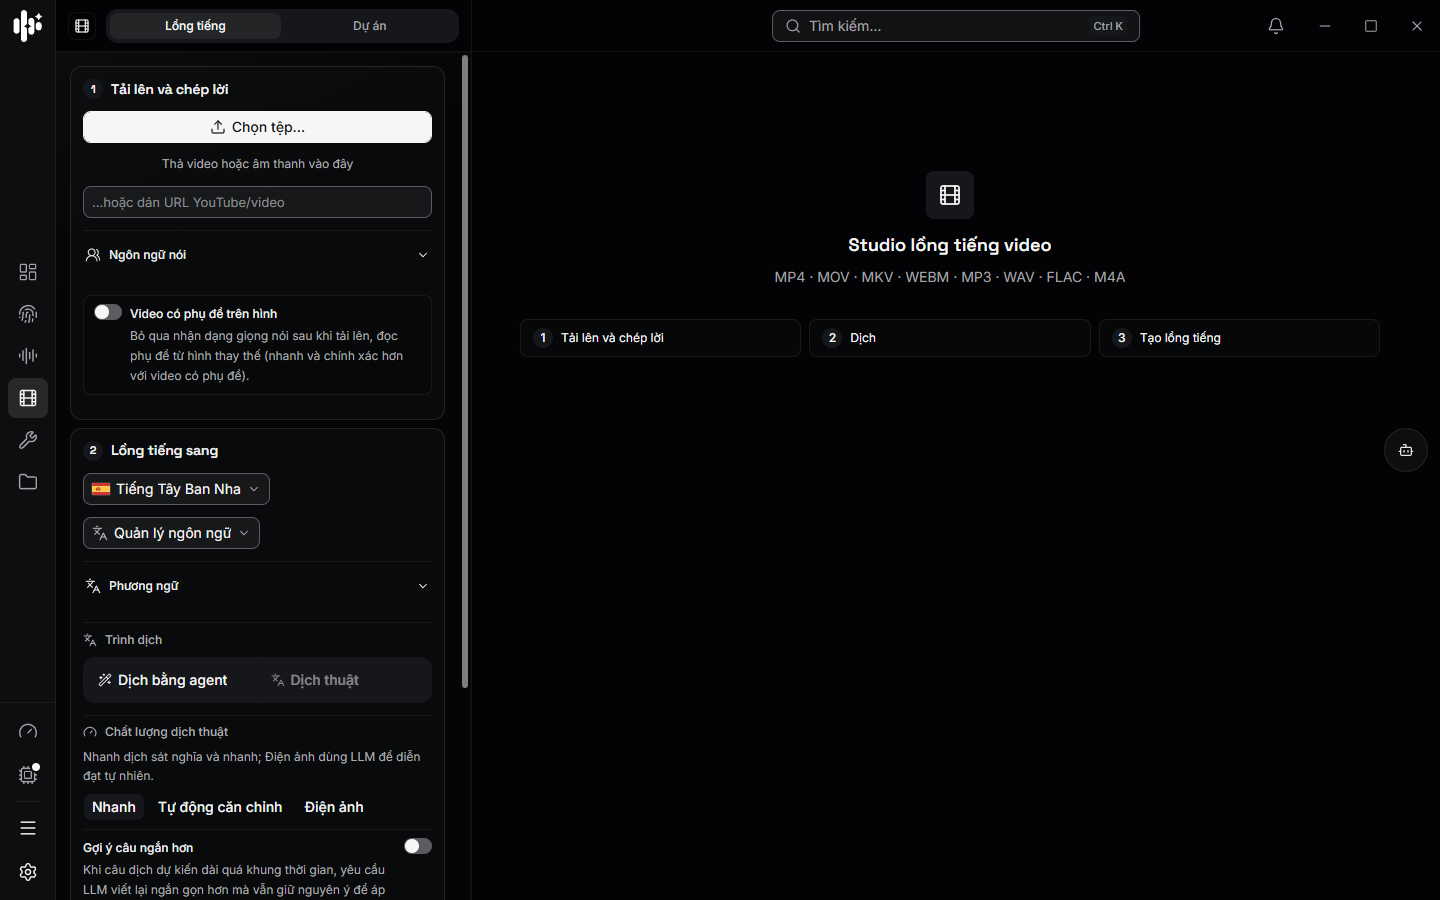 Lồng tiếng
Dự án
Tìm kiếm...
Ctrl K
1 Tải lên và chép lời
Chọn tệp...
Thả video hoặc âm thanh vào đây
...hoặc dán URL YouTube/video
Ngôn ngữ nói
Video có phụ đề trên hình
Bỏ qua nhận dạng giọng nói sau khi tải lên, đọc
phụ đề từ hình thay thế (nhanh và chính xác hơn
với video có phụ đề).
2 Lồng tiếng sang
Tiếng Tây Ban Nha
Quản lý ngôn ngữ
Phương ngữ
Trình dịch
Dịch bằng agent
Dịch thuật
Chất lượng dịch thuật
Nhanh dịch sát nghĩa và nhanh; Điện ảnh dùng LLM để diễn
đạt tự nhiên.
Nhanh
Tự động căn chỉnh
Điện ảnh
Gợi ý câu ngắn hơn
Khi câu dịch dự kiến dài quá khung thời gian, yêu cầu
LLM viết lại ngắn gọn hơn mà vẫn giữ nguyên ý để áp
Studio lồng tiếng video
MP4 · MOV · MKV · WEBM · MP3 · WAV · FLAC · M4A
1 Tải lên và chép lời
2 Dịch
3 Tạo lồng tiếng